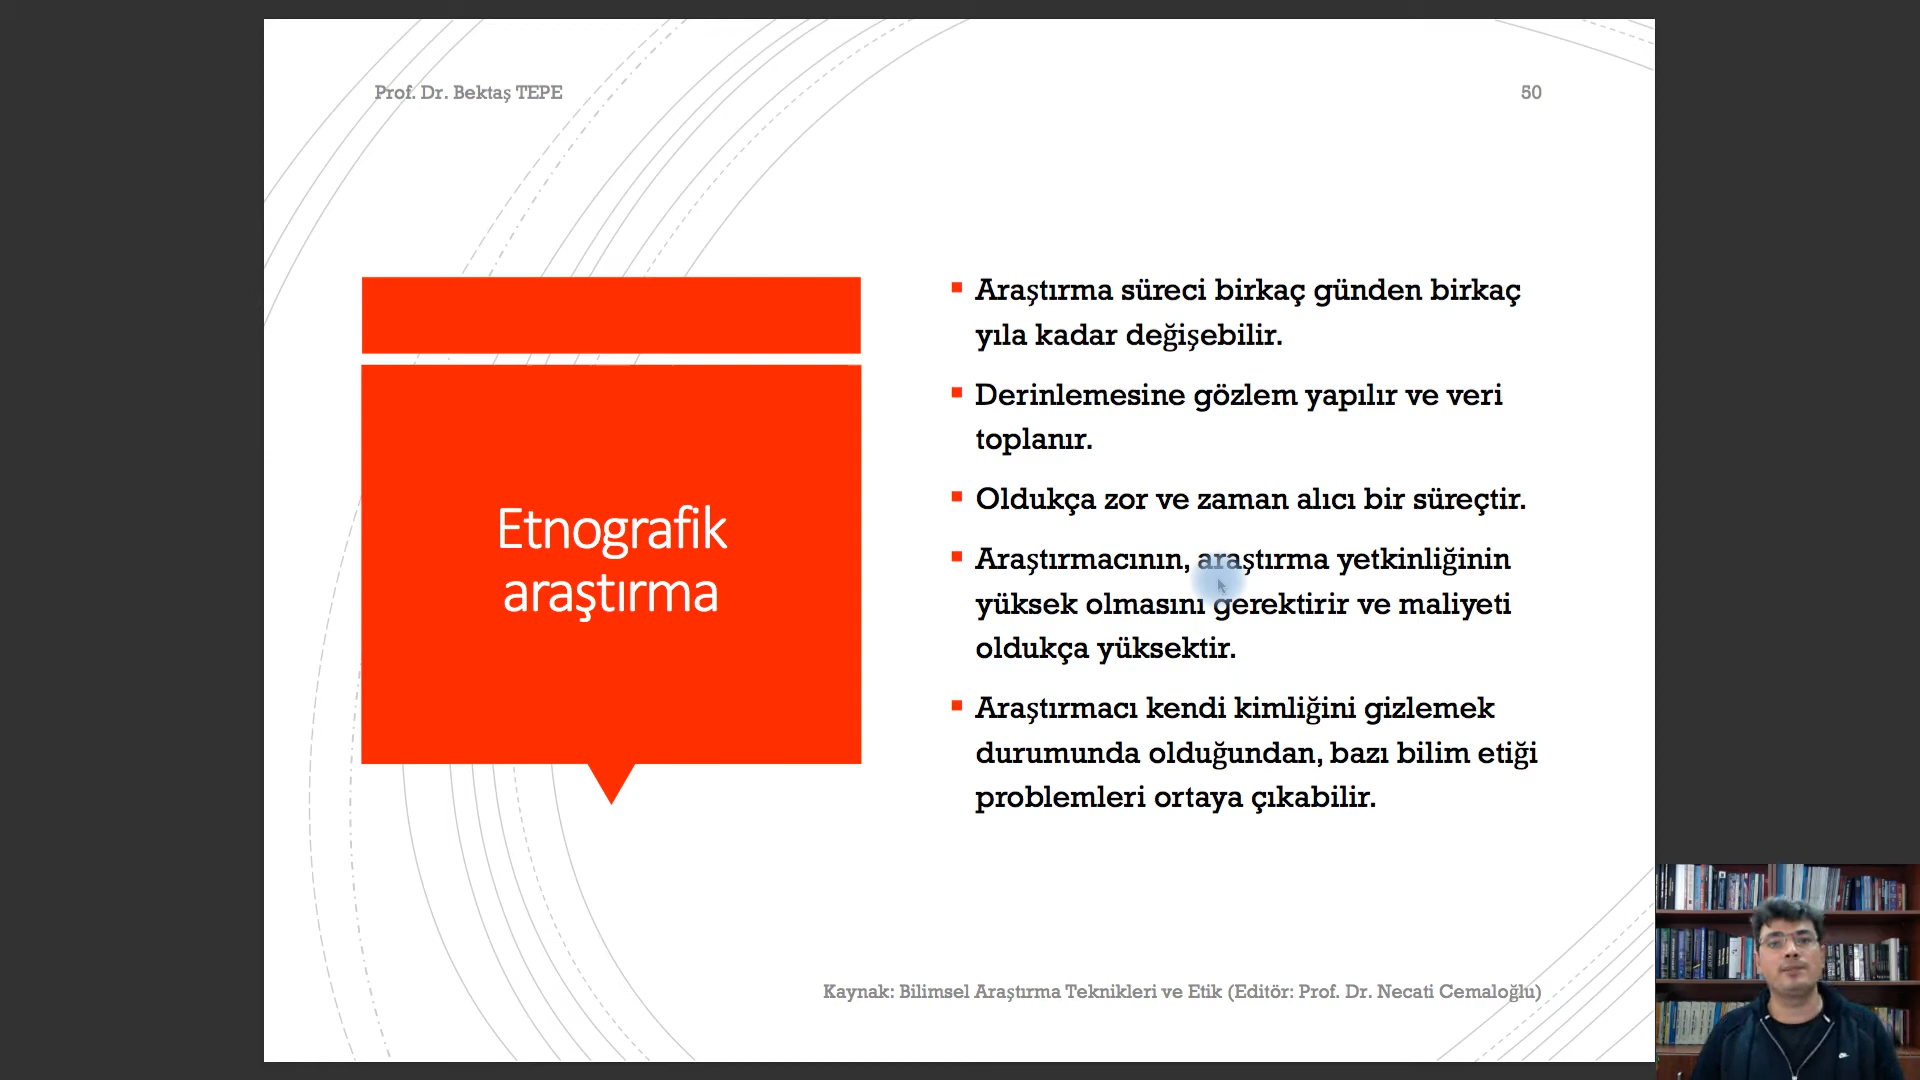 Prof. Dr. Bektaş TEPE
50
Etnografik
araştırma
Araştırma süreci birkaç günden birkaç
yıla kadar değişebilir.
Derinlemesine gözlem yapılır ve veri
toplanır.
Oldukça zor ve zaman alıcı bir süreçtir.
Araştırmacının, araştırma yetkinliğinin
yüksek olmasını gerektirir ve maliyeti
oldukça yüksektir.
Araştırmacı kendi kimliğini gizlemek
durumunda olduğundan, bazı bilim etiği
problemleri ortaya çıkabilir.
Kaynak: Bilimsel Araştırma Teknikleri ve Etik (Editör: Prof. Dr. Necati Cemaloğlu)